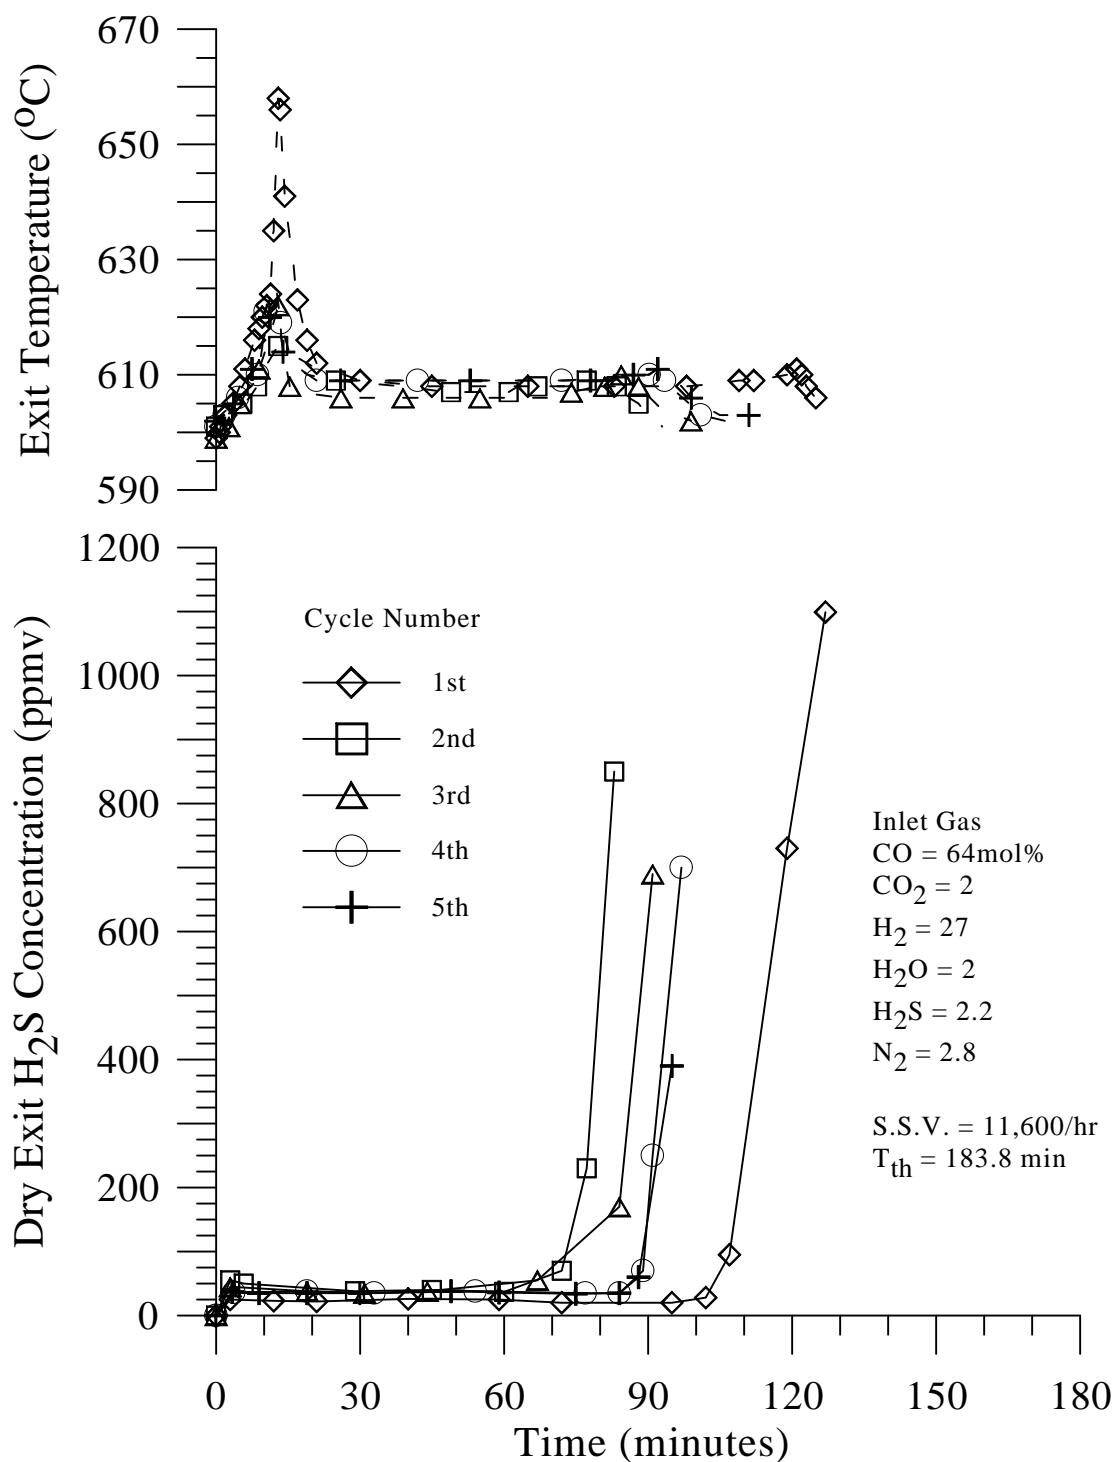 670
650
630
610
590
Exit Temperature (°C)
1200
1000
800
600
400
200
0
Dry Exit H2S Concentration (ppmv)
Cycle Number
1st
2nd
3rd
4th
5th
Inlet Gas
CO = 64mol%
CO2 = 2
H2 = 27
H2O = 2
H2S = 2.2
N2 = 2.8
S.S.V. = 11,600/hr
Tth = 183.8 min
0 30 60 90 120 150 180
Time (minutes)